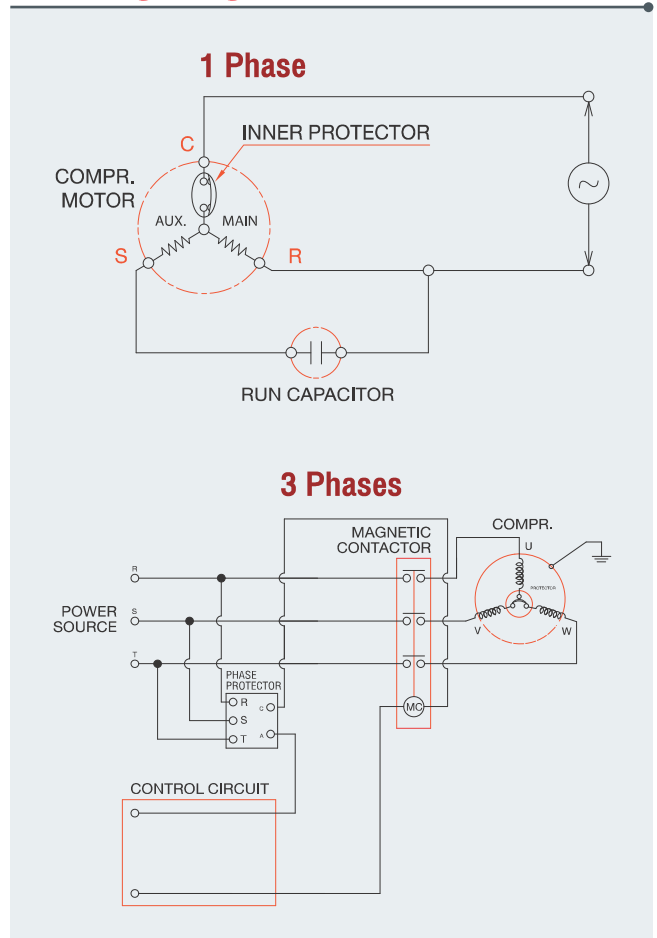 1 Phase
C
INNER PROTECTOR
COMPR.
MOTOR
AUX.
MAIN
S
R
RUN CAPACITOR
3 Phases
MAGNETIC
CONTACTOR
COMPR.
U
R
PROTECTOR
POWER
SOURCE
S
V
W
T
PHASE
PROTECTOR
R
C
MC
S
T
A
CONTROL CIRCUIT